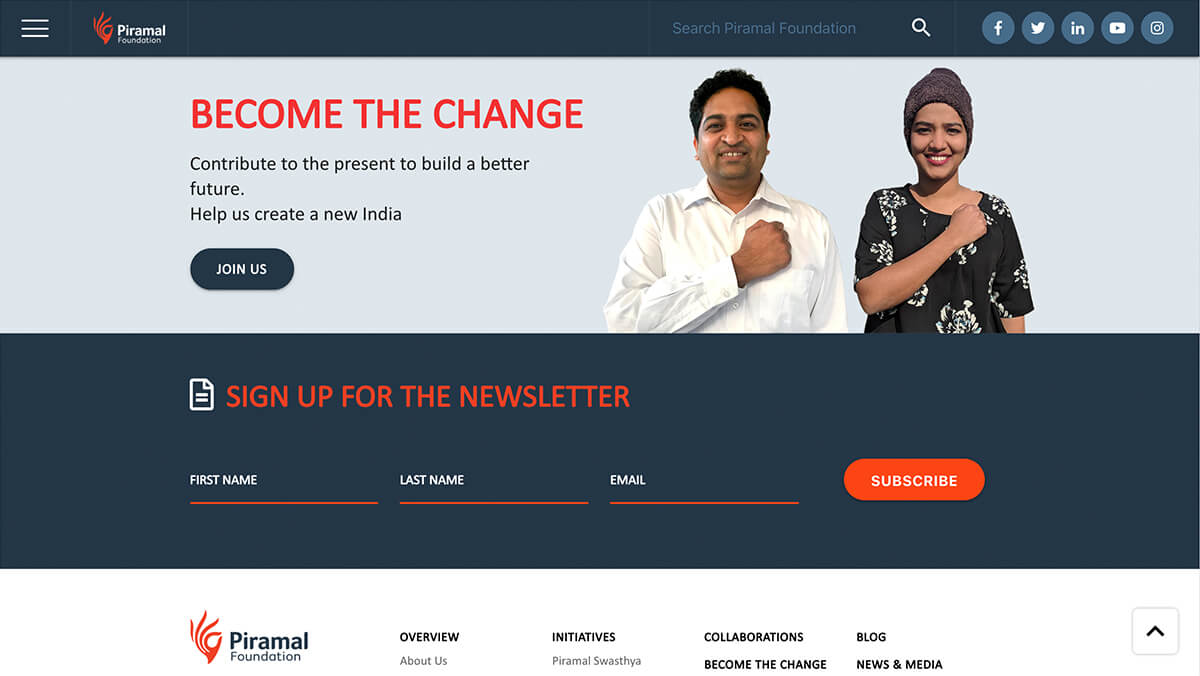 Piramal
Foundation
Search Piramal Foundation
BECOME THE CHANGE
Contribute to the present to build a better
future.
Help us create a new India
JOIN US
SIGN UP FOR THE NEWSLETTER
FIRST NAME
LAST NAME
EMAIL
SUBSCRIBE
Piramal
Foundation
OVERVIEW
About Us
INITIATIVES
Piramal Swasthya
COLLABORATIONS
BECOME THE CHANGE
BLOG
NEWS & MEDIA